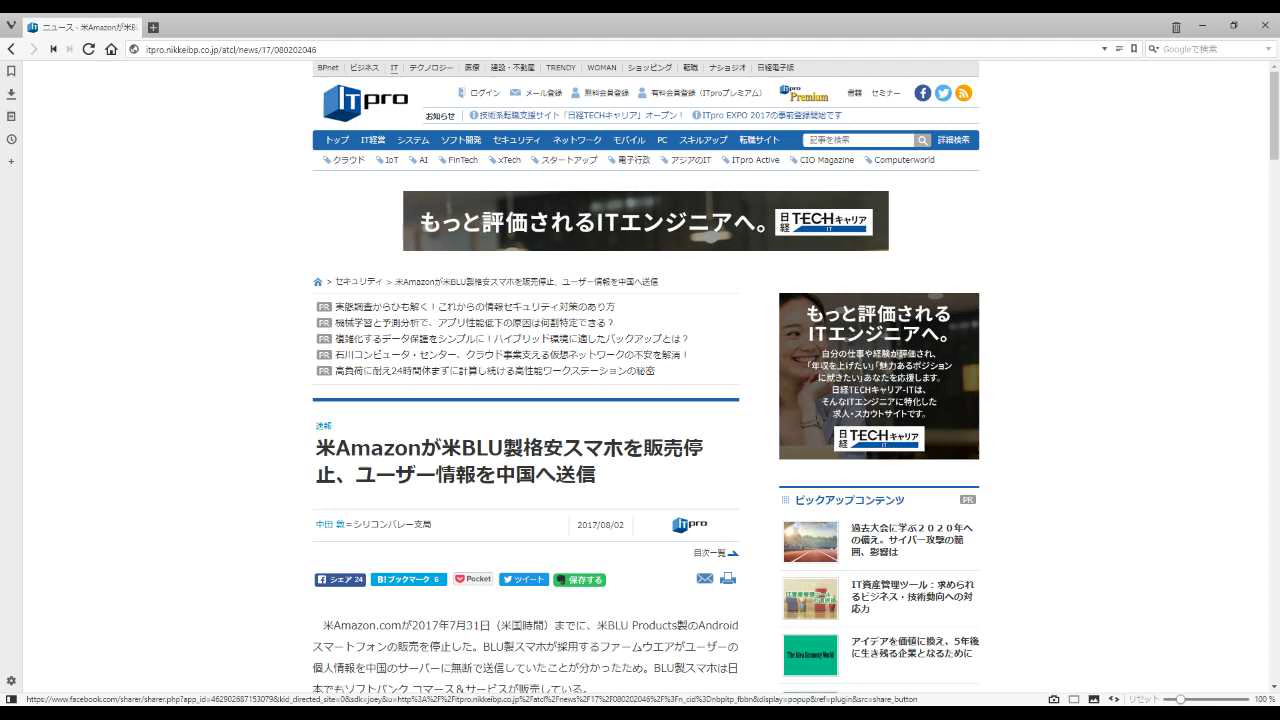 ニュース - 米Amazonが米BL
itpro.nikkeibp.co.jp/atcl/news/17/080202046
Googleで検索
BPnet ビジネス IT テクノロジー 医療 建設・不動産 TRENDY WOMAN ショッピング 転職 ナショジオ 日経電子版
ITpro
ログイン メール登録 無料会員登録 有料会員登録（ITproプレミアム） ITpro Premium 書籍 セミナー
お知らせ 技術系転職支援サイト「日経TECHキャリア」オープン！ ITpro EXPO 2017の事前登録開始です
トップ IT経営 システム ソフト開発 セキュリティ ネットワーク モバイル PC スキルアップ 転職サイト 記事を検索 詳細検索
クラウド IoT AI FinTech xTech スタートアップ 電子行政 アジアのIT ITpro Active CIO Magazine Computerworld
もっと評価されるITエンジニアへ。 日経 TECHキャリア IT
> セキュリティ > 米Amazonが米BLU製格安スマホを販売停止、ユーザー情報を中国へ送信
PR 実態調査からひも解く！これからの情報セキュリティ対策のあり方
PR 機械学習と予測分析で、アプリ性能低下の原因は何割特定できる？
PR 複雑化するデータ保護をシンプルに！ハイブリッド環境に適したバックアップとは？
PR 石川コンピュータ・センター、クラウド事業支える仮想ネットワークの不安を解消！
PR 高負荷に耐え24時間休まずに計算し続ける高性能ワークステーションの秘密
速報
米Amazonが米BLU製格安スマホを販売停
止、ユーザー情報を中国へ送信
中田 敦＝シリコンバレー支局 2017/08/02 ITpro
目次一覧
シェア 24 B!ブックマーク 6 Pocket ツイート 保存する
米Amazon.comが2017年7月31日（米国時間）までに、米BLU Products製のAndroid
スマートフォンの販売を停止した。BLU製スマホが採用するファームウエアがユーザーの
個人情報を中国のサーバーに無断で送信していたことが分かったため。BLU製スマホは日
本でもソフトバンク コマース＆サービスが販売している。
もっと評価される
ITエンジニアへ。
自分の仕事や経験が評価され、
「年収を上げたい」「魅力あるポジション
に就きたい」あなたを応援します。
日経TECHキャリア-ITは、
そんなITエンジニアに特化した
求人・スカウトサイトです。
日経 TECHキャリア IT
ピックアップコンテンツ PR
過去大会に学ぶ２０２０年へ
の備え。サイバー攻撃の範
囲、影響は
IT資産管理ツール：求められ
るビジネス・技術動向への対
応力
アイデアを価値に換え、5年後
に生き残る企業となるために
The Idea Economy World
https://www.facebook.com/sharer/sharer.php?app_id=462902687153079&kid_directed_site=0&sdk=joey&u=http%3A%2F%2Fitpro.nikkeibp.co.jp%2Fatcl%2Fnews%2F17%2F080202046%2F%3Fn_cid%3Dnbpitp_fbbn&display=popup&ref=plugin&src=share_button
リセット 100 %